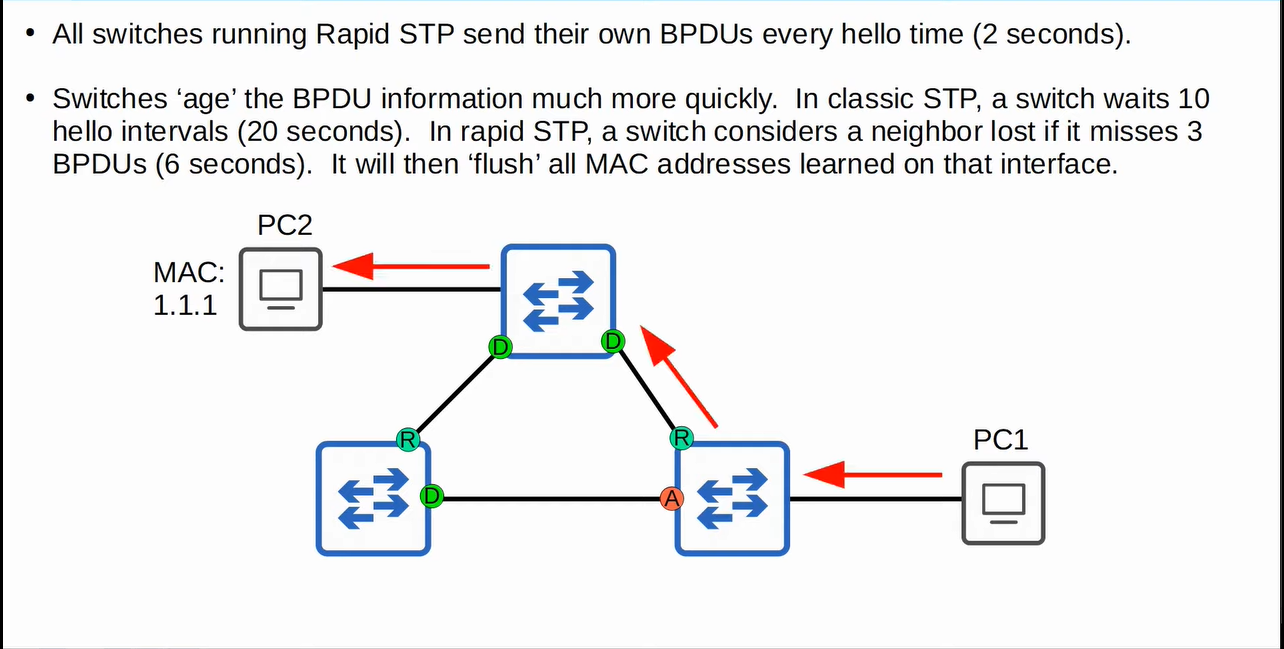 • All switches running Rapid STP send their own BPDUs every hello time (2 seconds).
• Switches ‘age’ the BPDU information much more quickly.  In classic STP, a switch waits 10
hello intervals (20 seconds).  In rapid STP, a switch considers a neighbor lost if it misses 3
BPDUs (6 seconds).  It will then ‘flush’ all MAC addresses learned on that interface.
PC2
MAC:
1.1.1
D
D
R
R
PC1
D
A